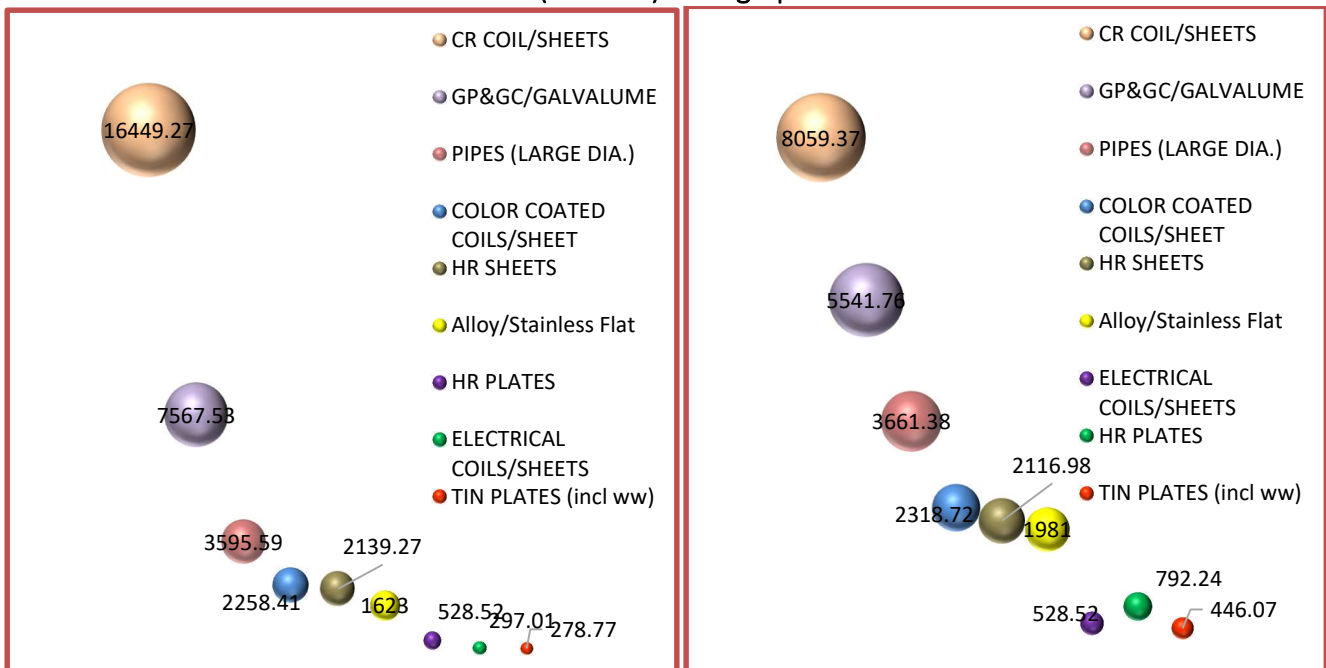 CR COIL/SHEETS
GP&GC/GALVALUME
PIPES (LARGE DIA.)
COLOR COATED
COILS/SHEET
HR SHEETS
Alloy/Stainless Flat
HR PLATES
ELECTRICAL
COILS/SHEETS
TIN PLATES (incl ww)
16449.27
7567.53
3595.59
2258.41
2139.27
1623
528.52
297.01
278.77
CR COIL/SHEETS
GP&GC/GALVALUME
PIPES (LARGE DIA.)
COLOR COATED
COILS/SHEET
HR SHEETS
Alloy/Stainless Flat
ELECTRICAL
COILS/SHEETS
HR PLATES
TIN PLATES (incl ww)
8059.37
5541.76
3661.38
2318.72
2116.98
1981
528.52
792.24
446.07